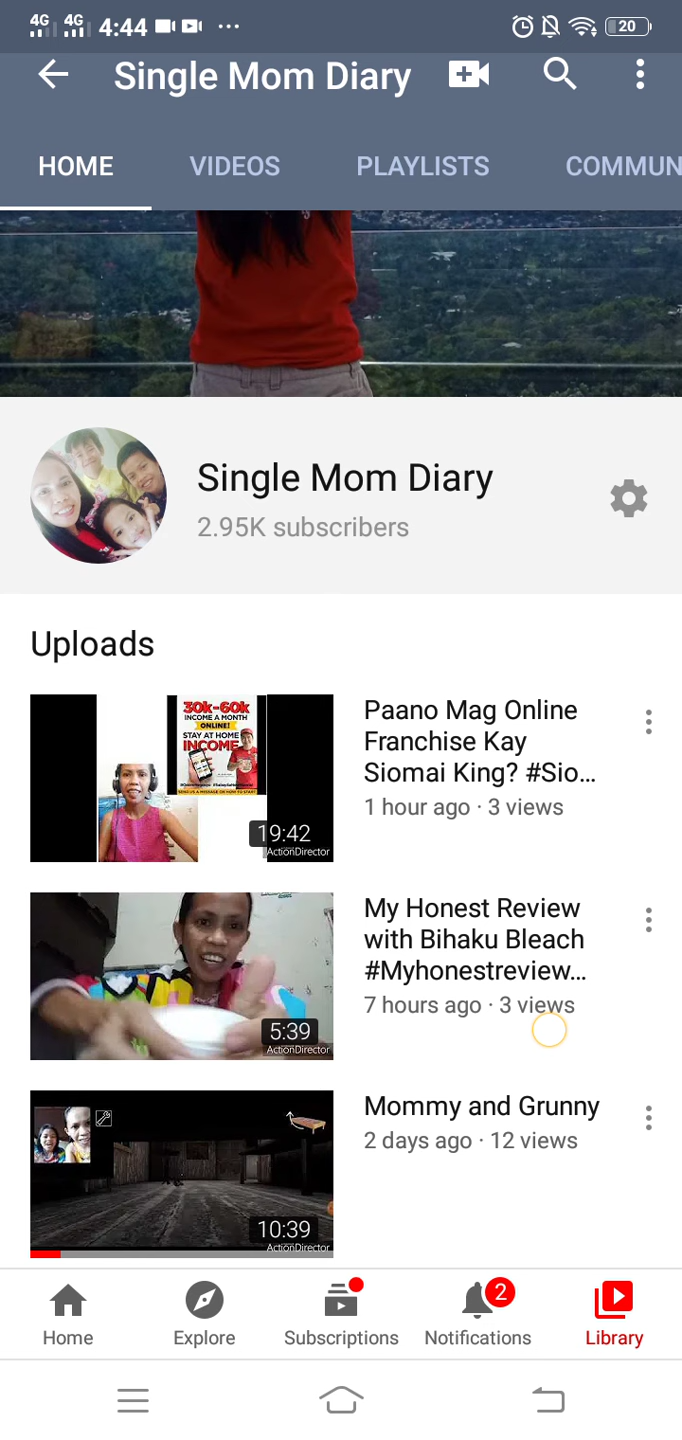 4G 4G 4:44 20
Single Mom Diary
HOME VIDEOS PLAYLISTS COMMUN
Single Mom Diary
2.95K subscribers
Uploads
30k-60k
INCOME A MONTH
ONLINE!
STAY AT HOME
INCOME
19:42
ActionDirector
Paano Mag Online
Franchise Kay
Siomai King? #Sio...
1 hour ago · 3 views
5:39
ActionDirector
My Honest Review
with Bihaku Bleach
#Myhonestreview...
7 hours ago · 3 views
10:39
ActionDirector
Mommy and Grunny
2 days ago · 12 views
2
Home Explore Subscriptions Notifications Library